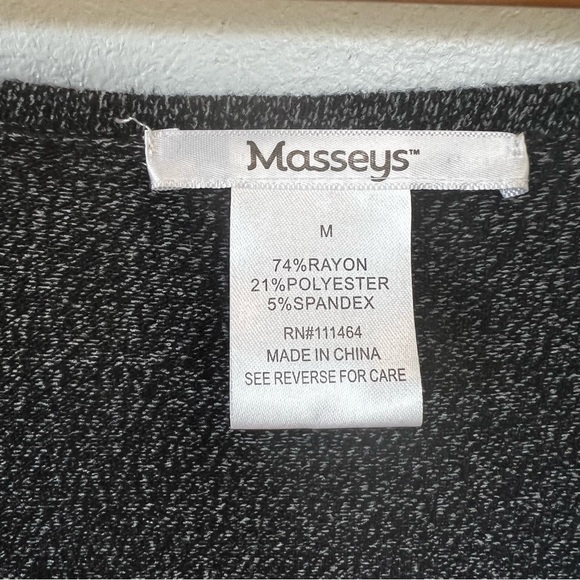 Masseys™
M
74%RAYON
21%POLYESTER
5%SPANDEX
RN#111464
MADE IN CHINA
SEE REVERSE FOR CARE